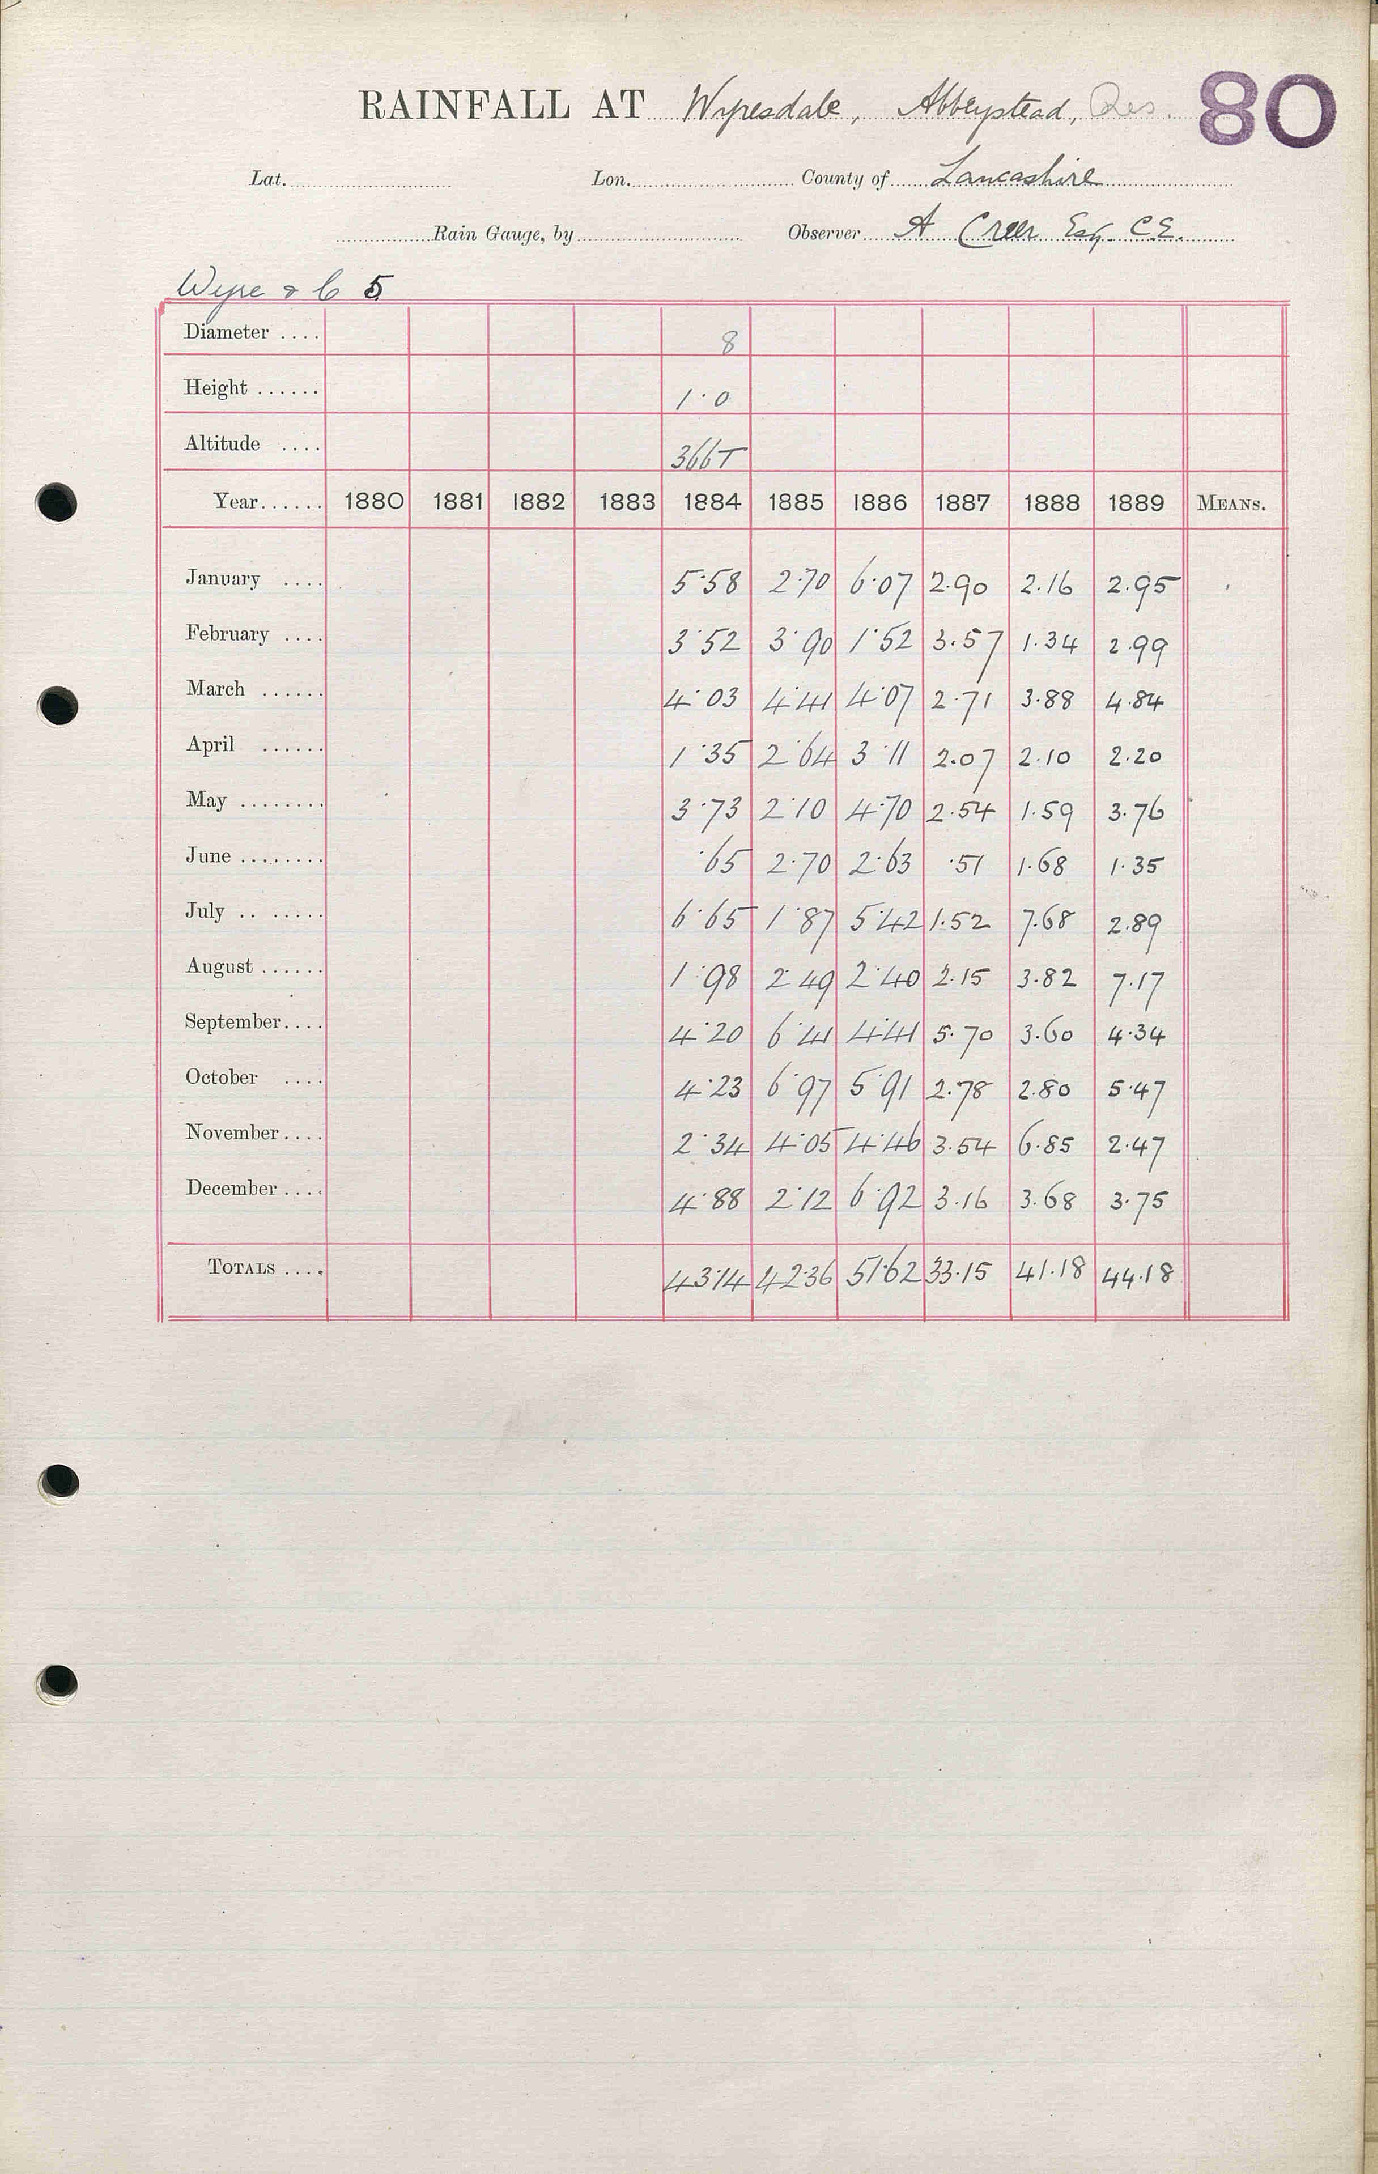 RAINFALL AT Wyresdale, Abbeystead, Res. 80
Lat. Lon. County of Lancashire
Rain Gauge, by Observer A Creer Esq. C.E.
Wyre & C 5
Diameter .... 8
Height ...... 1·0
Altitude .... 366T
Year...... 1880 1881 1882 1883 1884 1885 1886 1887 1888 1889 MEANS.
January .... 5·58 2·70 6·07 2.90 2.16 2.95
February .... 3·52 3·90 1·52 3.57 1.34 2.99
March ...... 4·03 4·41 4·07 2.71 3.88 4.84
April ...... 1·35 2·64 3·11 2.07 2.10 2.20
May ........ 3·73 2·10 4·70 2.54 1.59 3.76
June ........ ·65 2·70 2·63 ·51 1.68 1.35
July .. ..... 6·65 1·87 5·42 1.52 7.68 2.89
August ...... 1·98 2·49 2·40 2.15 3.82 7.17
September.... 4·20 6·41 4·41 5.70 3.60 4.34
October .... 4·23 6·97 5·91 2.78 2.80 5.47
November.... 2·34 4·05 4·46 3.54 6.85 2.47
December .... 4·88 2·12 6·92 3.16 3.68 3.75
TOTALS .... 43·14 42·36 51·62 33.15 41.18 44.18